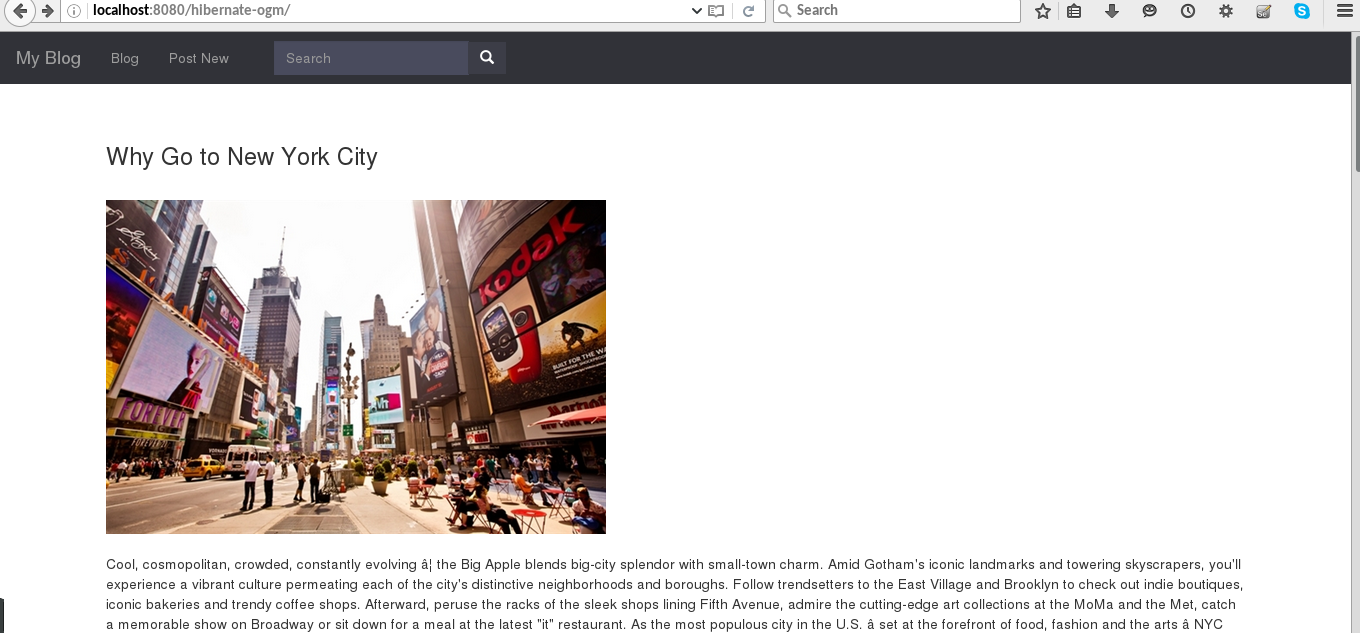 localhost:8080/hibernate-ogm/
Search
My Blog
Blog
Post New
Search
Why Go to New York City
Kodak
BUILT FOR THE
FOREVER
Marriott
Cool, cosmopolitan, crowded, constantly evolving â¦ the Big Apple blends big-city splendor with small-town charm. Amid Gotham's iconic landmarks and towering skyscrapers, you'll
experience a vibrant culture permeating each of the city's distinctive neighborhoods and boroughs. Follow trendsetters to the East Village and Brooklyn to check out indie boutiques,
iconic bakeries and trendy coffee shops. Afterward, peruse the racks of the sleek shops lining Fifth Avenue, admire the cutting-edge art collections at the MoMa and the Met, catch
a memorable show on Broadway or sit down for a meal at the latest "it" restaurant. As the most populous city in the U.S. â set at the forefront of food, fashion and the arts â NYC